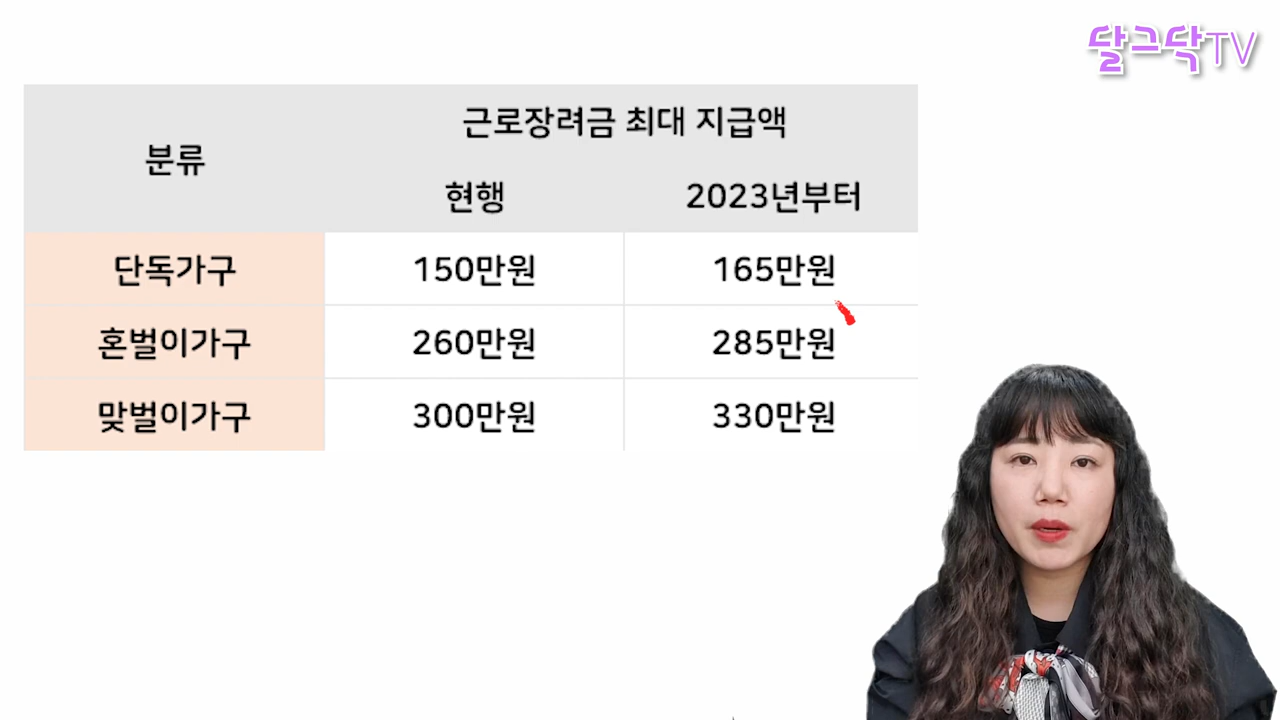 달그닥TV
분류
근로장려금 최대 지급액
현행
2023년부터
단독가구 150만원 165만원
혼벌이가구 260만원 285만원
맞벌이가구 300만원 330만원